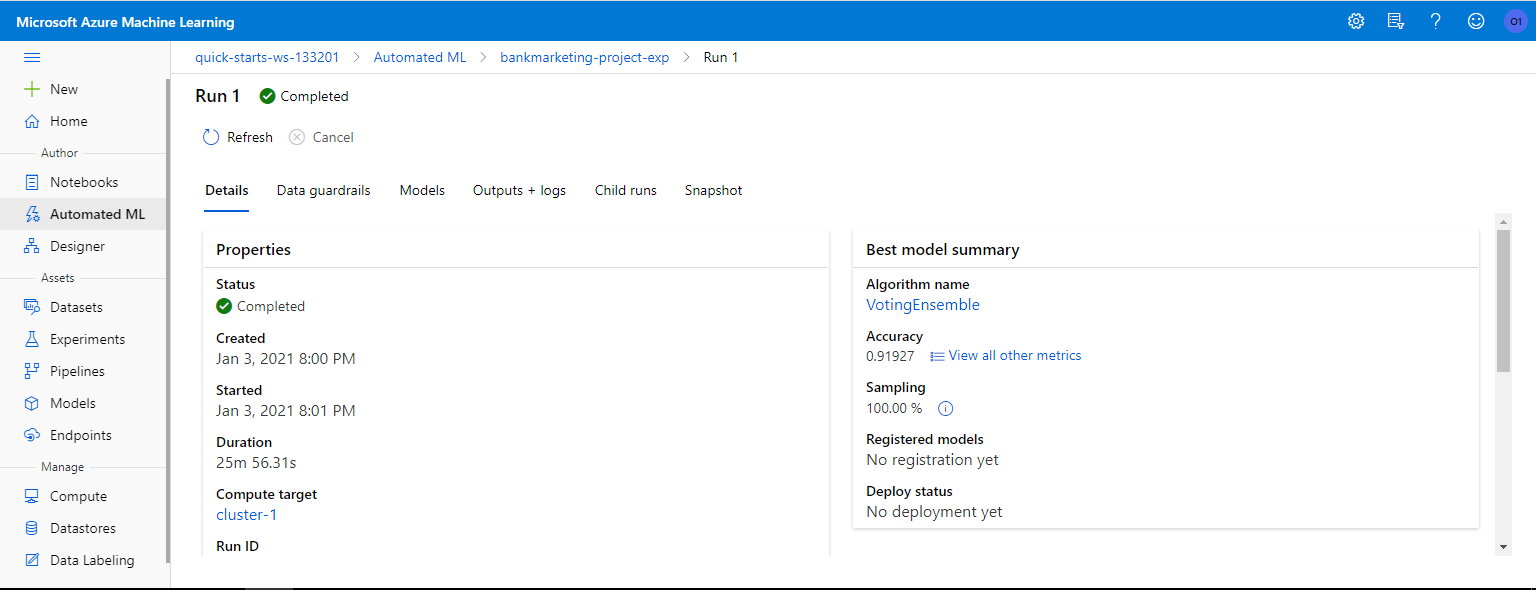 Microsoft Azure Machine Learning
O1
quick-starts-ws-133201 > Automated ML > bankmarketing-project-exp > Run 1
New
Home
Author
Notebooks
Automated ML
Designer
Assets
Datasets
Experiments
Pipelines
Models
Endpoints
Manage
Compute
Datastores
Data Labeling
Run 1 Completed
Refresh Cancel
Details Data guardrails Models Outputs + logs Child runs Snapshot
Properties
Status
Completed
Created
Jan 3, 2021 8:00 PM
Started
Jan 3, 2021 8:01 PM
Duration
25m 56.31s
Compute target
cluster-1
Run ID
Best model summary
Algorithm name
VotingEnsemble
Accuracy
0.91927 View all other metrics
Sampling
100.00 %
Registered models
No registration yet
Deploy status
No deployment yet